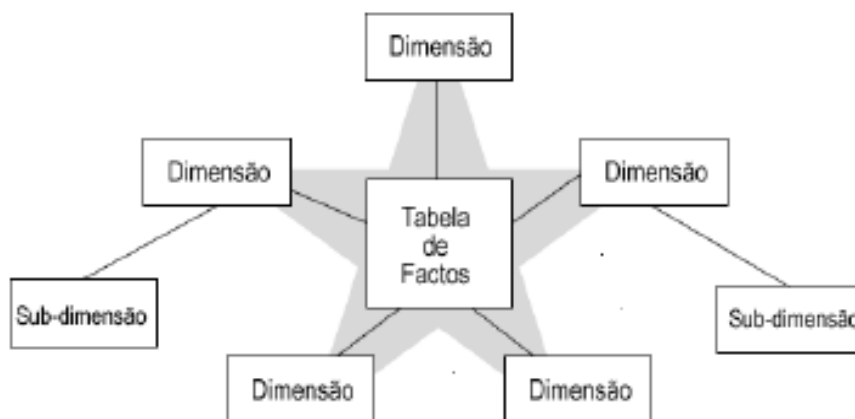 Dimensão
Dimensão
Dimensão
Tabela
de
Factos
Sub-dimensão
Sub-dimensão
Dimensão
Dimensão